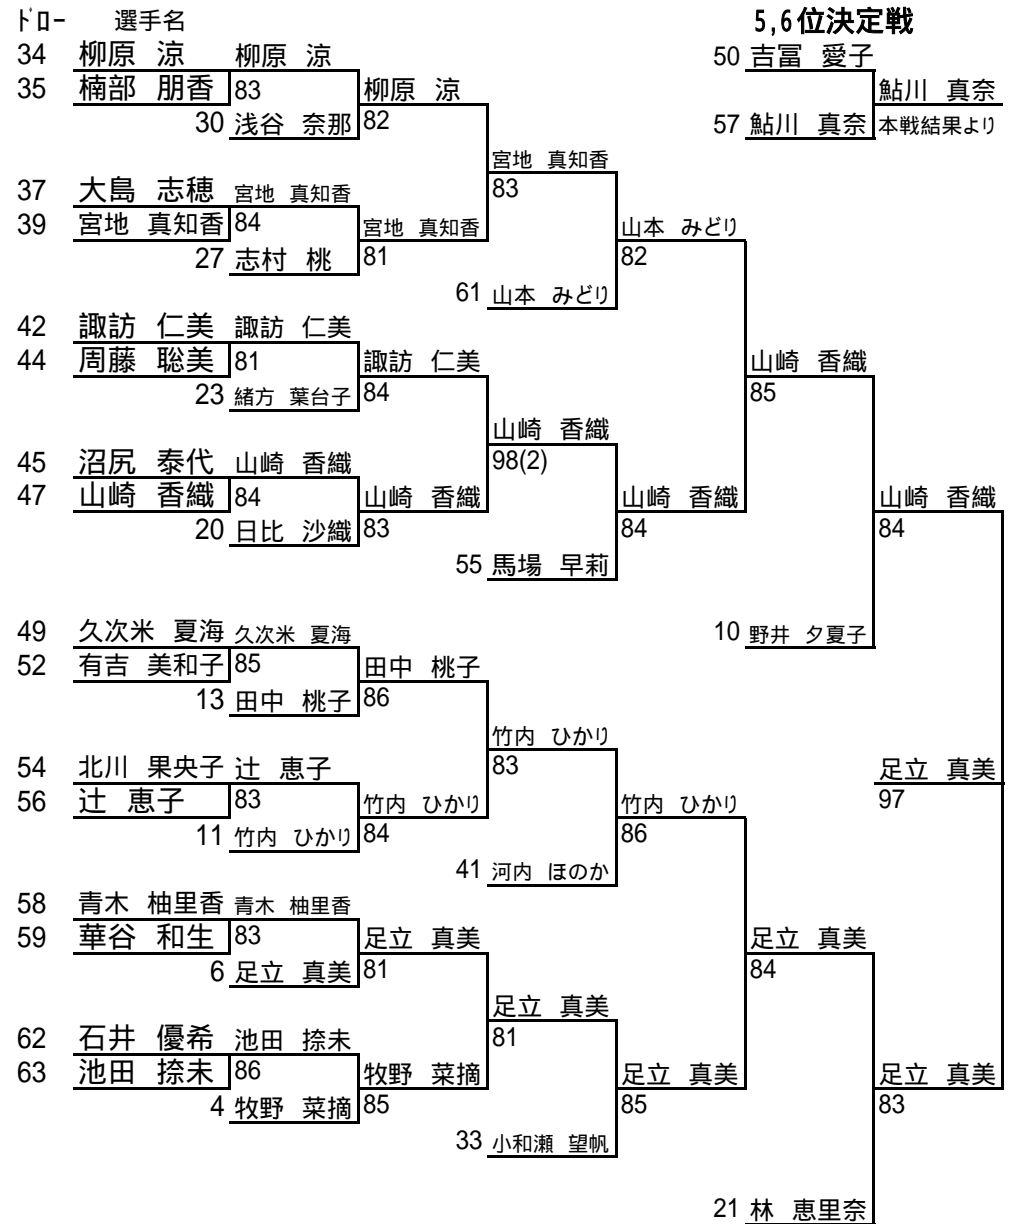 ﾄﾞﾛｰ 選手名 5,6位決定戦
34 柳原 涼 柳原 涼 50 吉冨 愛子
35 楠部 朋香 83 柳原 涼 鮎川 真奈
30 浅谷 奈那 82 57 鮎川 真奈 本戦結果より
宮地 真知香
37 大島 志穂 宮地 真知香 83
39 宮地 真知香 84 宮地 真知香 山本 みどり
27 志村 桃 81 82
61 山本 みどり
42 諏訪 仁美 諏訪 仁美
44 周藤 聡美 81 諏訪 仁美 山崎 香織
23 緒方 葉台子 84 85
山崎 香織
45 沼尻 泰代 山崎 香織 98(2)
47 山崎 香織 84 山崎 香織 山崎 香織 山崎 香織
20 日比 沙織 83 84 84
55 馬場 早莉
49 久次米 夏海 久次米 夏海 10 野井 夕夏子
52 有吉 美和子 85 田中 桃子
13 田中 桃子 86
竹内 ひかり
54 北川 果央子 辻 恵子 83 足立 真美
56 辻 恵子 83 竹内 ひかり 竹内 ひかり 97
11 竹内 ひかり 84 86
41 河内 ほのか
58 青木 柚里香 青木 柚里香
59 華谷 和生 83 足立 真美 足立 真美
6 足立 真美 81 84
足立 真美
62 石井 優希 池田 捺未 81
63 池田 捺未 86 牧野 菜摘 足立 真美 足立 真美
4 牧野 菜摘 85 85 83
33 小和瀬 望帆
21 林 恵里奈